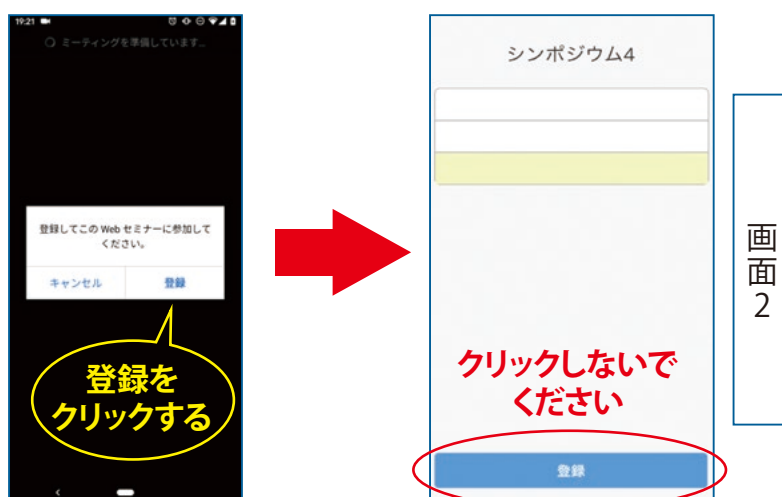 19:21
ミーティングを準備しています...
登録してこの Web セミナーに参加して
ください。
キャンセル
登録
登録を
クリックする
シンポジウム4
クリックしないで
ください
登録
画面2